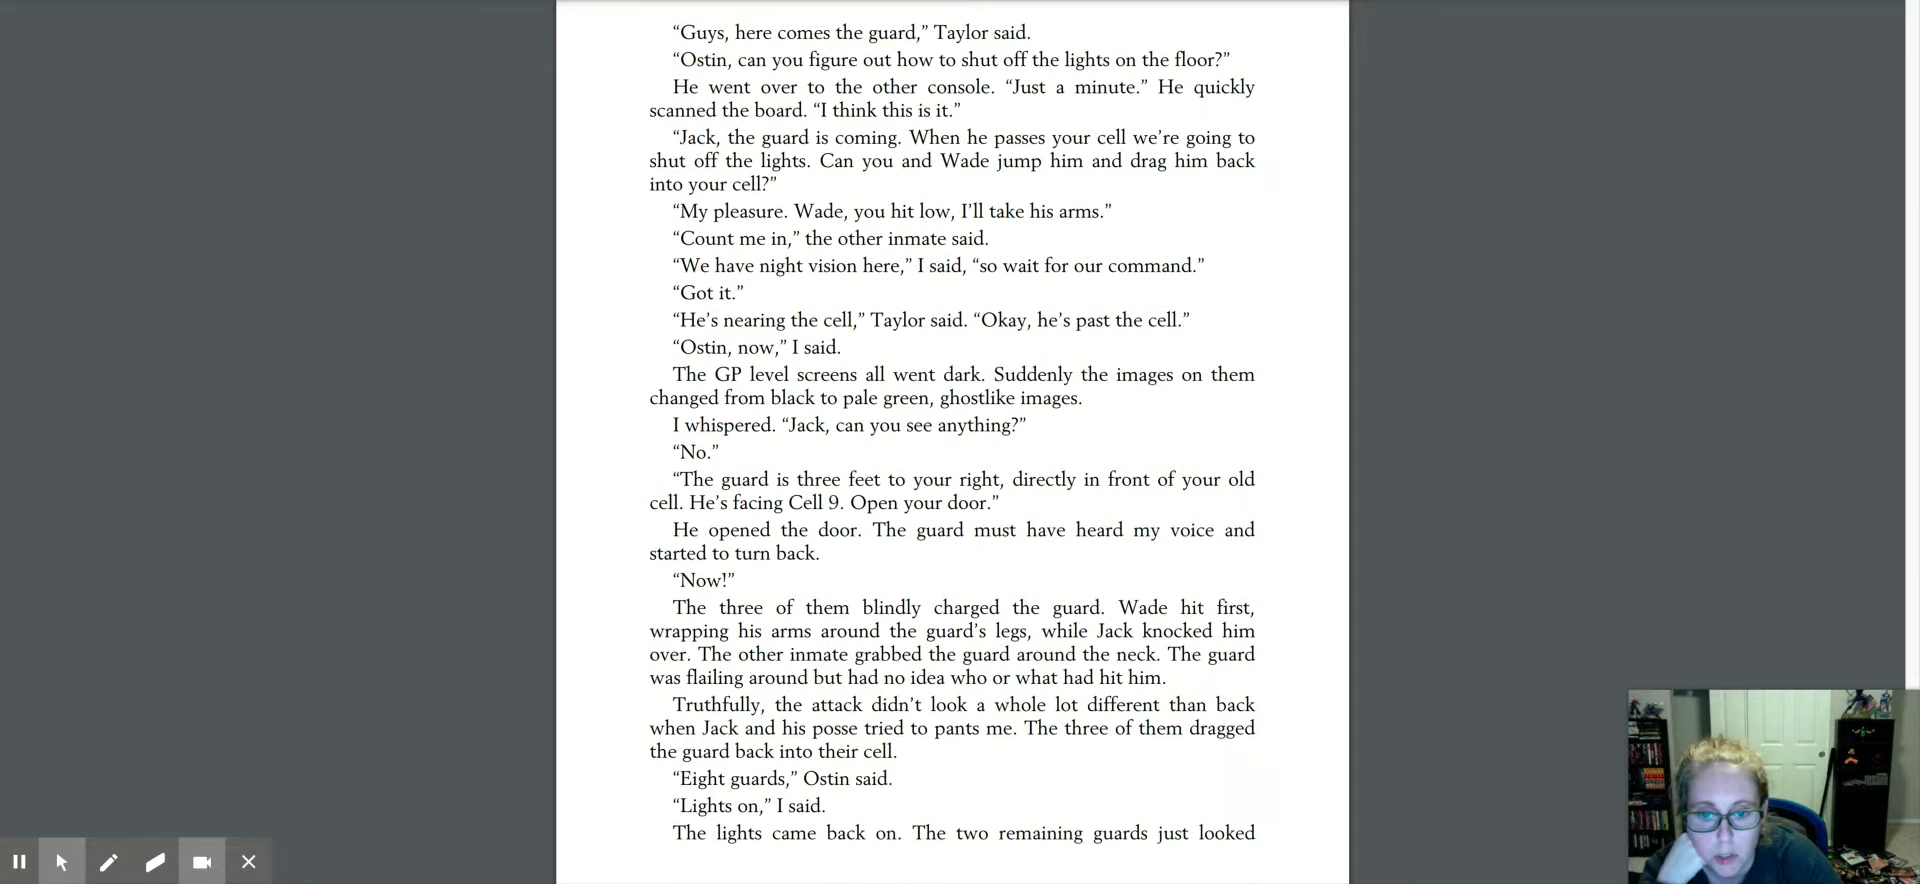 “Guys, here comes the guard,” Taylor said.
“Ostin, can you figure out how to shut off the lights on the floor?”
He went over to the other console. “Just a minute.” He quickly
scanned the board. “I think this is it.”
“Jack, the guard is coming. When he passes your cell we’re going to
shut off the lights. Can you and Wade jump him and drag him back
into your cell?”
“My pleasure. Wade, you hit low, I’ll take his arms.”
“Count me in,” the other inmate said.
“We have night vision here,” I said, “so wait for our command.”
“Got it.”
“He’s nearing the cell,” Taylor said. “Okay, he’s past the cell.”
“Ostin, now,” I said.
The GP level screens all went dark. Suddenly the images on them
changed from black to pale green, ghostlike images.
I whispered. “Jack, can you see anything?”
“No.”
“The guard is three feet to your right, directly in front of your old
cell. He’s facing Cell 9. Open your door.”
He opened the door. The guard must have heard my voice and
started to turn back.
“Now!”
The three of them blindly charged the guard. Wade hit first,
wrapping his arms around the guard’s legs, while Jack knocked him
over. The other inmate grabbed the guard around the neck. The guard
was flailing around but had no idea who or what had hit him.
Truthfully, the attack didn’t look a whole lot different than back
when Jack and his posse tried to pants me. The three of them dragged
the guard back into their cell.
“Eight guards,” Ostin said.
“Lights on,” I said.
The lights came back on. The two remaining guards just looked